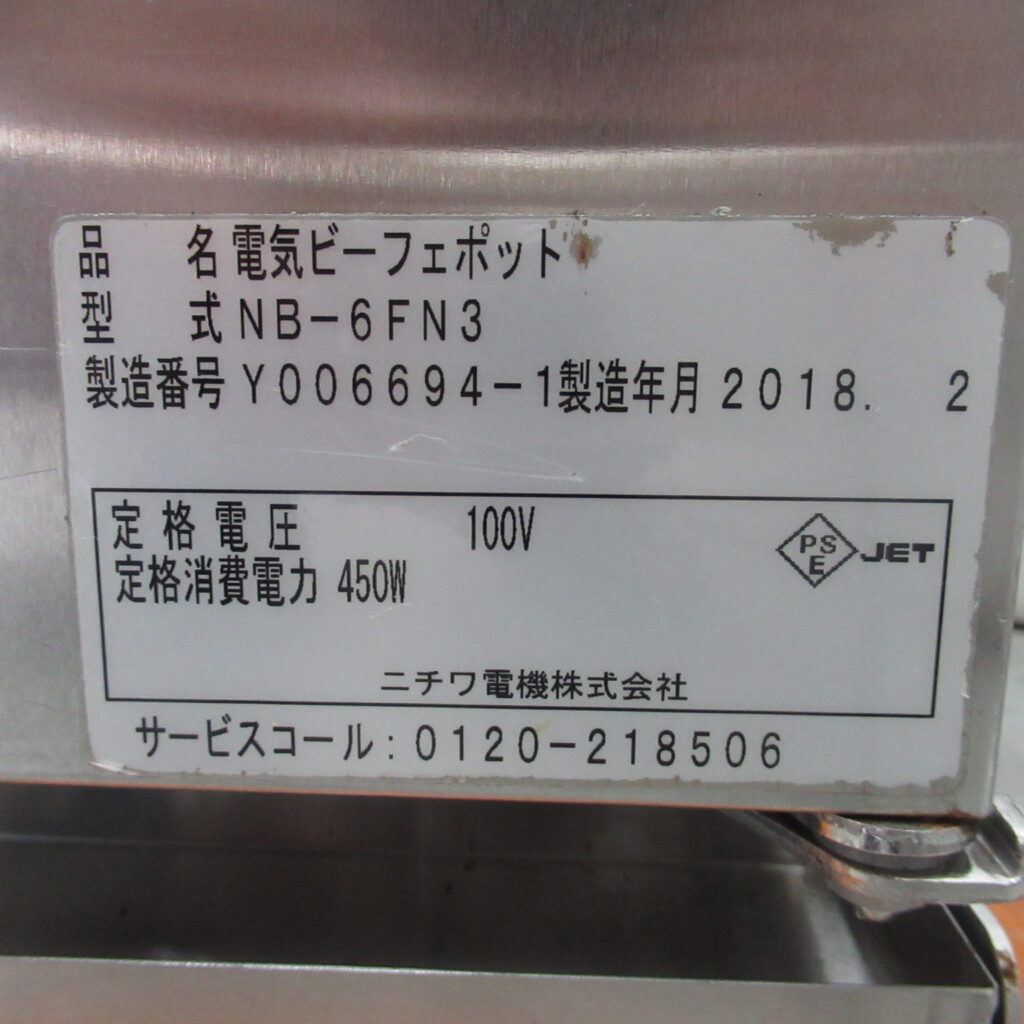 品 名 電気ビーフェポット
型 式 NB-6FN3
製造番号 Y006694-1 製造年月 2018. 2
定格電圧 100V
PS
E
JET
定格消費電力 450W
ニチワ電機株式会社
サービスコール:0120-218506